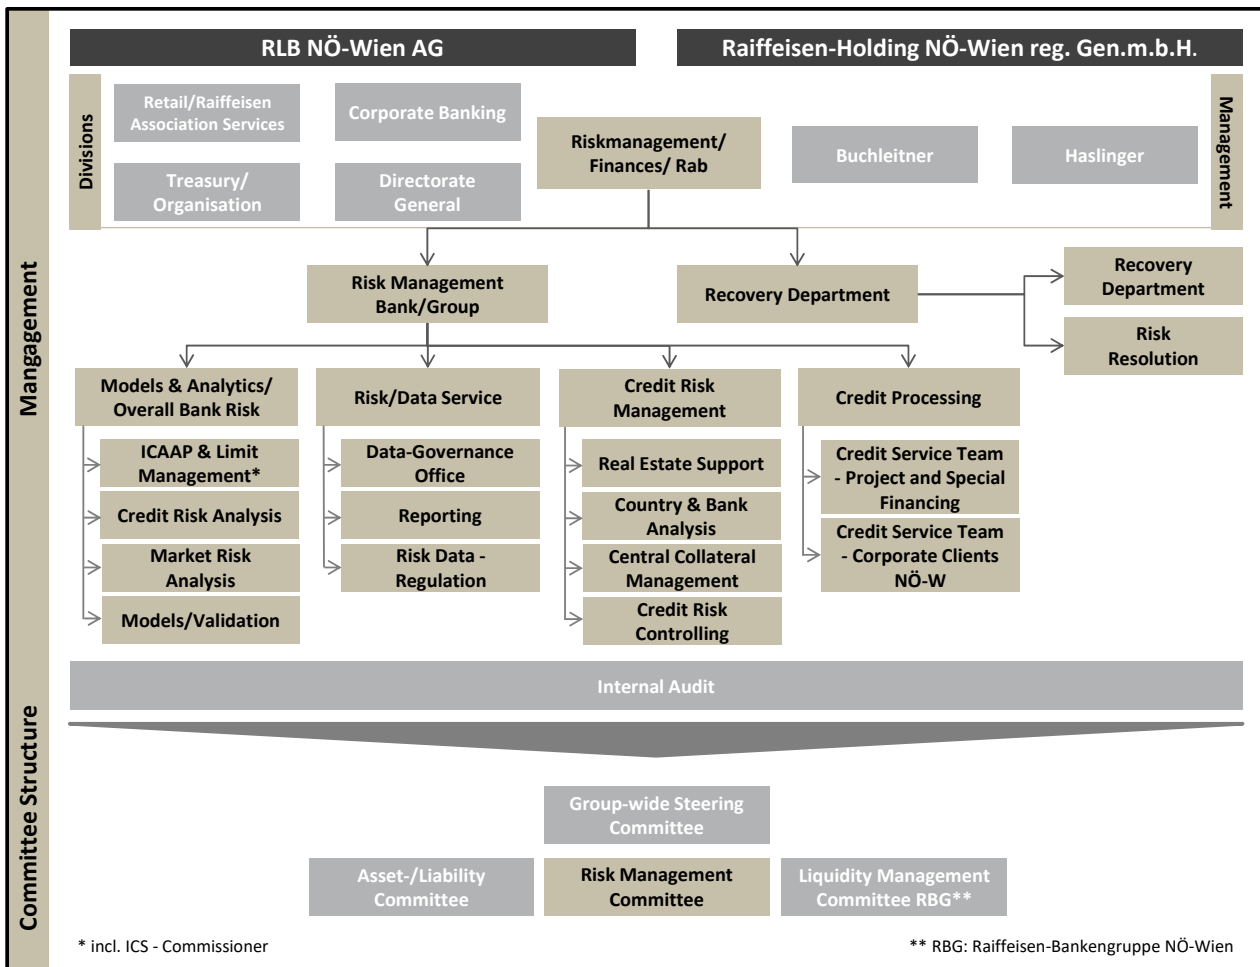 RLB NÖ-Wien AG
Raiffeisen-Holding NÖ-Wien reg. Gen.m.b.H.
Divisions
Retail/Raiffeisen
Association Services
Corporate Banking
Treasury/
Organisation
Directorate
General
Riskmanagement/
Finances/ Rab
Buchleitner
Haslinger
Management
Mangagement
Risk Management
Bank/Group
Recovery Department
Recovery
Department
Risk
Resolution
Models & Analytics/
Overall Bank Risk
Risk/Data Service
Credit Risk
Management
Credit Processing
ICAAP & Limit
Management*
Credit Risk Analysis
Market Risk
Analysis
Models/Validation
Data-Governance
Office
Reporting
Risk Data -
Regulation
Real Estate Support
Country & Bank
Analysis
Central Collateral
Management
Credit Risk
Controlling
Credit Service Team
- Project and Special
Financing
Credit Service Team
- Corporate Clients
NÖ-W
Internal Audit
Committee Structure
Group-wide Steering
Committee
Asset-/Liability
Committee
Risk Management
Committee
Liquidity Management
Committee RBG**
* incl. ICS - Commissioner
** RBG: Raiffeisen-Bankengruppe NÖ-Wien